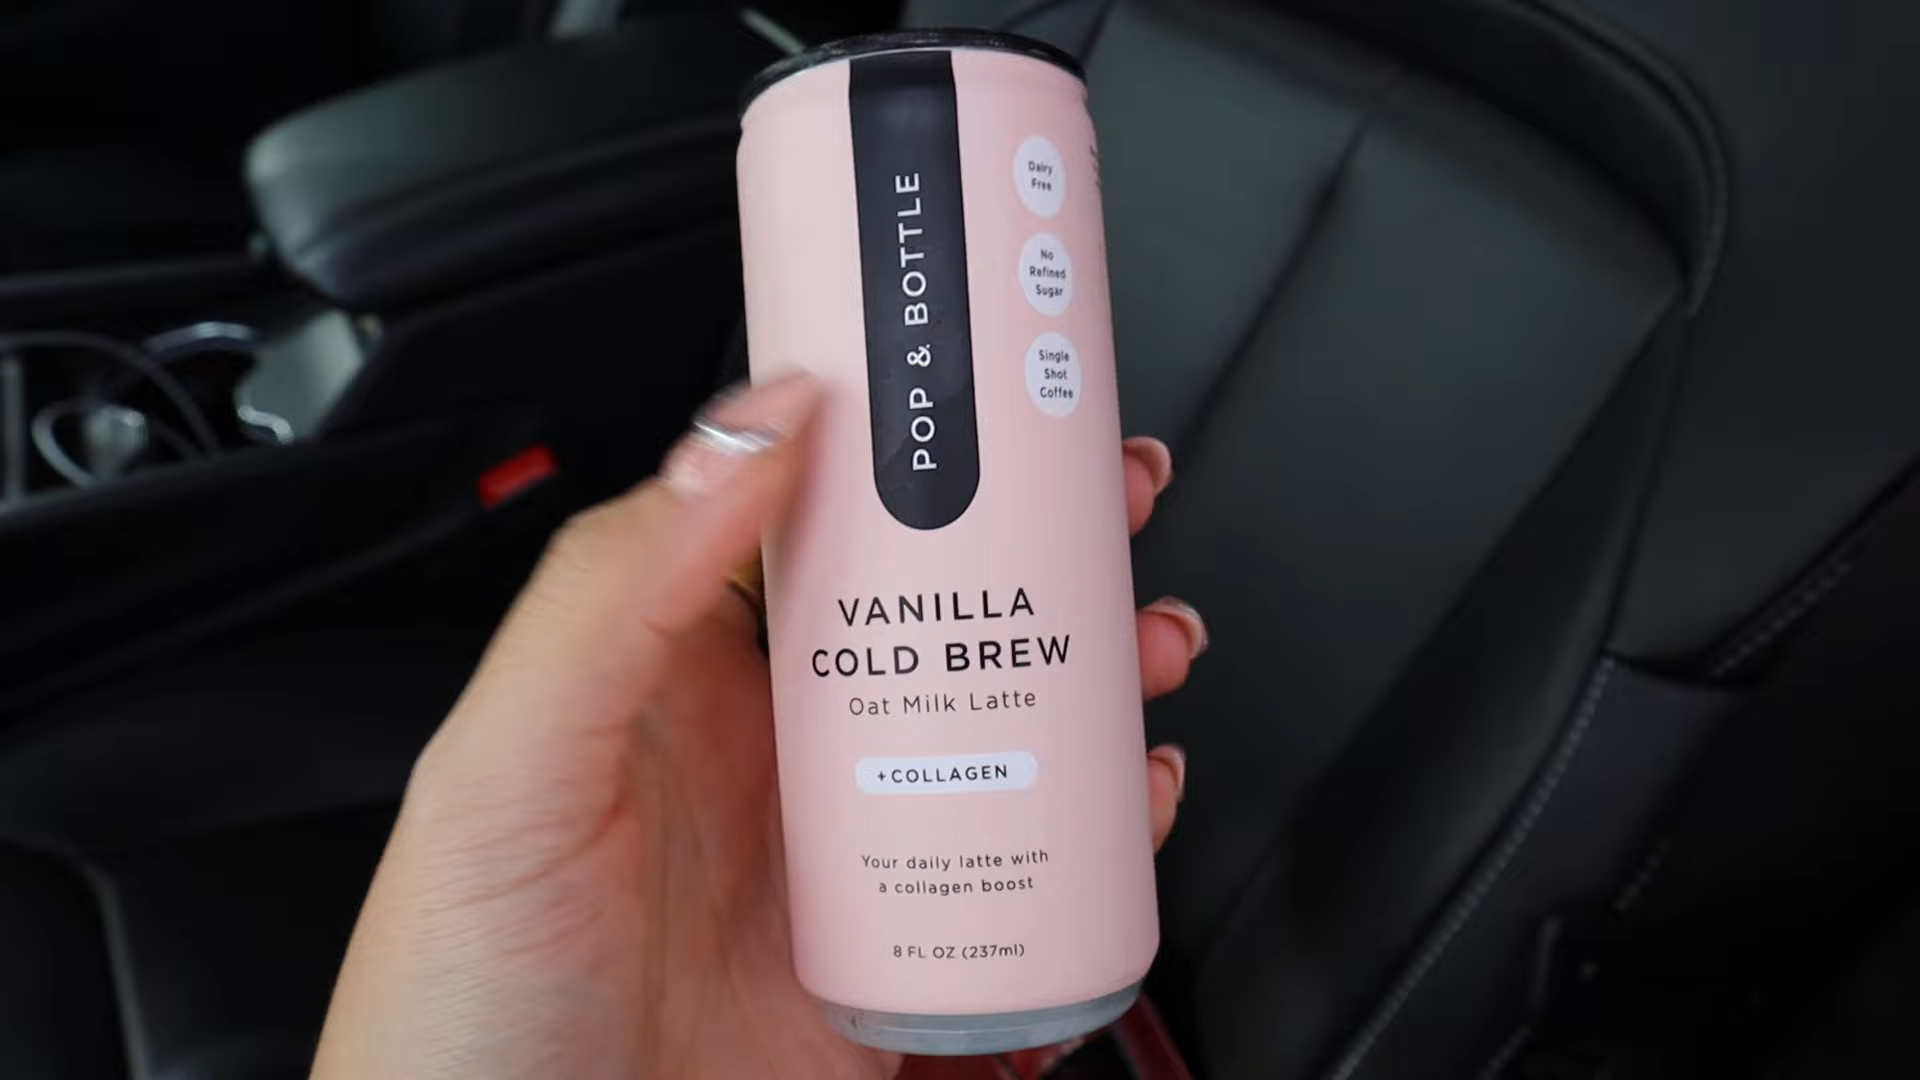 POP & BOTTLE
Dairy
Free
No
Refined
Sugar
Single
Shot
Coffee
VANILLA
COLD BREW
Oat Milk Latte
+COLLAGEN
Your daily latte with
a collagen boost
8 FL OZ (237ml)